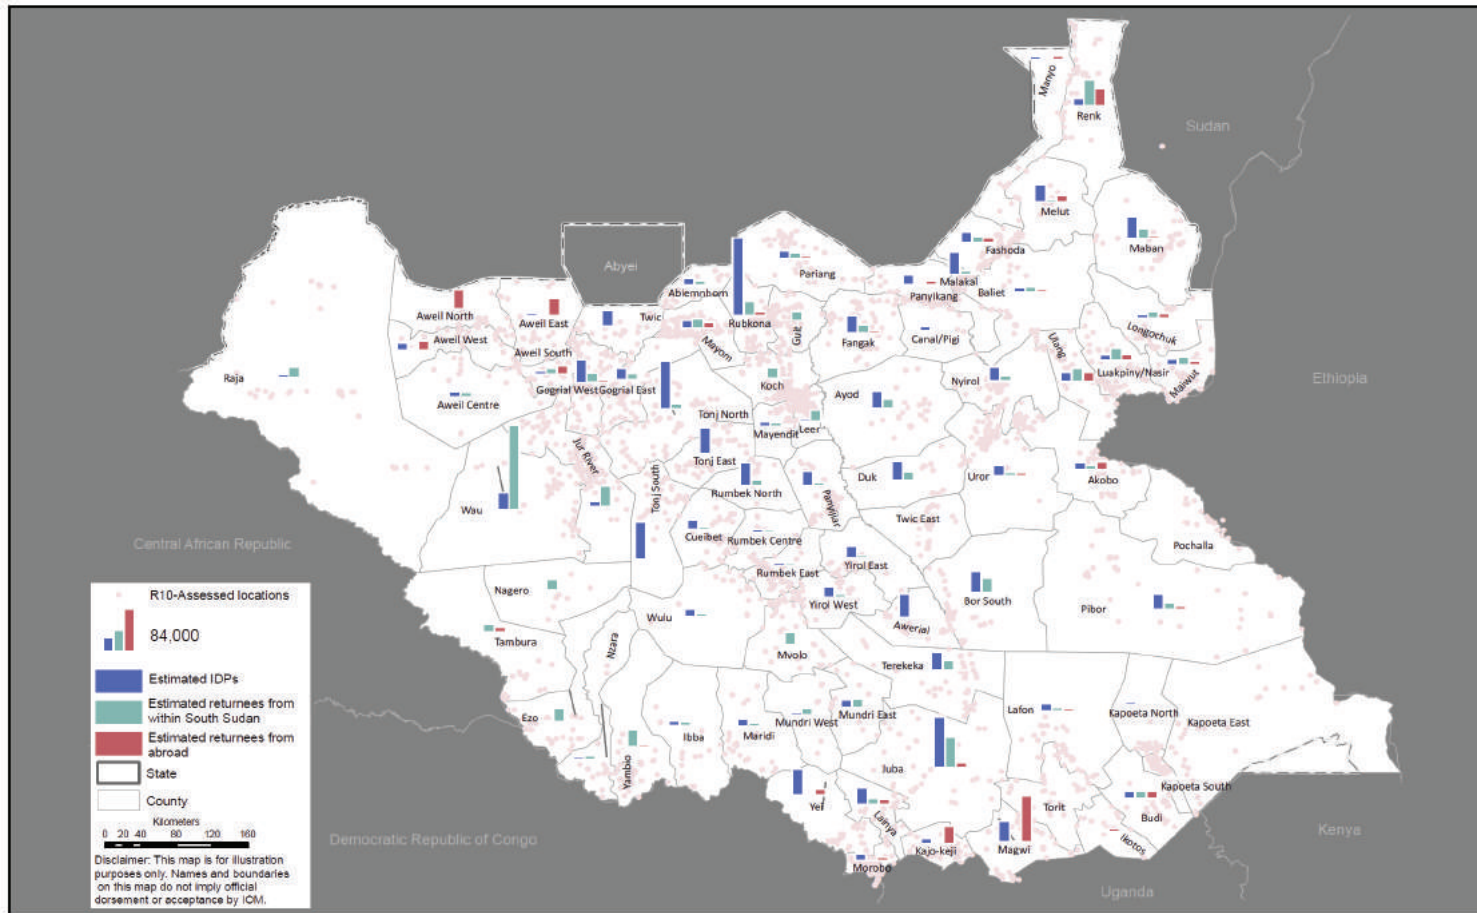 Manyo
Renk
Sudan
Melut
Maban
Fashoda
Abyei
Pariang
Malakal
Abiemnhom
Panyikang
Baliet
Aweil North
Aweil East
Twic
Rubkona
Guit
Fangak
Canal/Pigi
Longochuk
Aweil West
Mayom
Ulang
Aweil South
Luakpiny/Nasir
Maiwut
Raja
Gogrial West
Gogrial East
Koch
Nyirol
Ethiopia
Aweil Centre
Ayod
Tonj North
Leer
Mayendit
Jur River
Tonj East
Tonj South
Rumbek North
Panyijiar
Duk
Uror
Akobo
Wau
Twic East
Cueibet
Rumbek Centre
Central African Republic
Pochalla
Yirol East
Rumbek East
Nagero
Wulu
Yirol West
Bor South
Pibor
Awerial
Tambura
Nzara
Mvolo
Terekeka
Ezo
Ibba
Maridi
Mundri West
Mundri East
Lafon
Kapoeta North
Kapoeta East
Yambio
Juba
Kapoeta South
Yei
Lainya
Torit
Budi
Magwi
Ikotos
Kajo-keji
Morobo
Democratic Republic of Congo
Uganda
Kenya
R10-Assessed locations
84,000
Estimated IDPs
Estimated returnees from
within South Sudan
Estimated returnees from
abroad
State
County
Kilometers
0 20 40 80 120 160
Disclaimer: This map is for illustration
purposes only. Names and boundaries
on this map do not imply official
dorsement or acceptance by IOM.